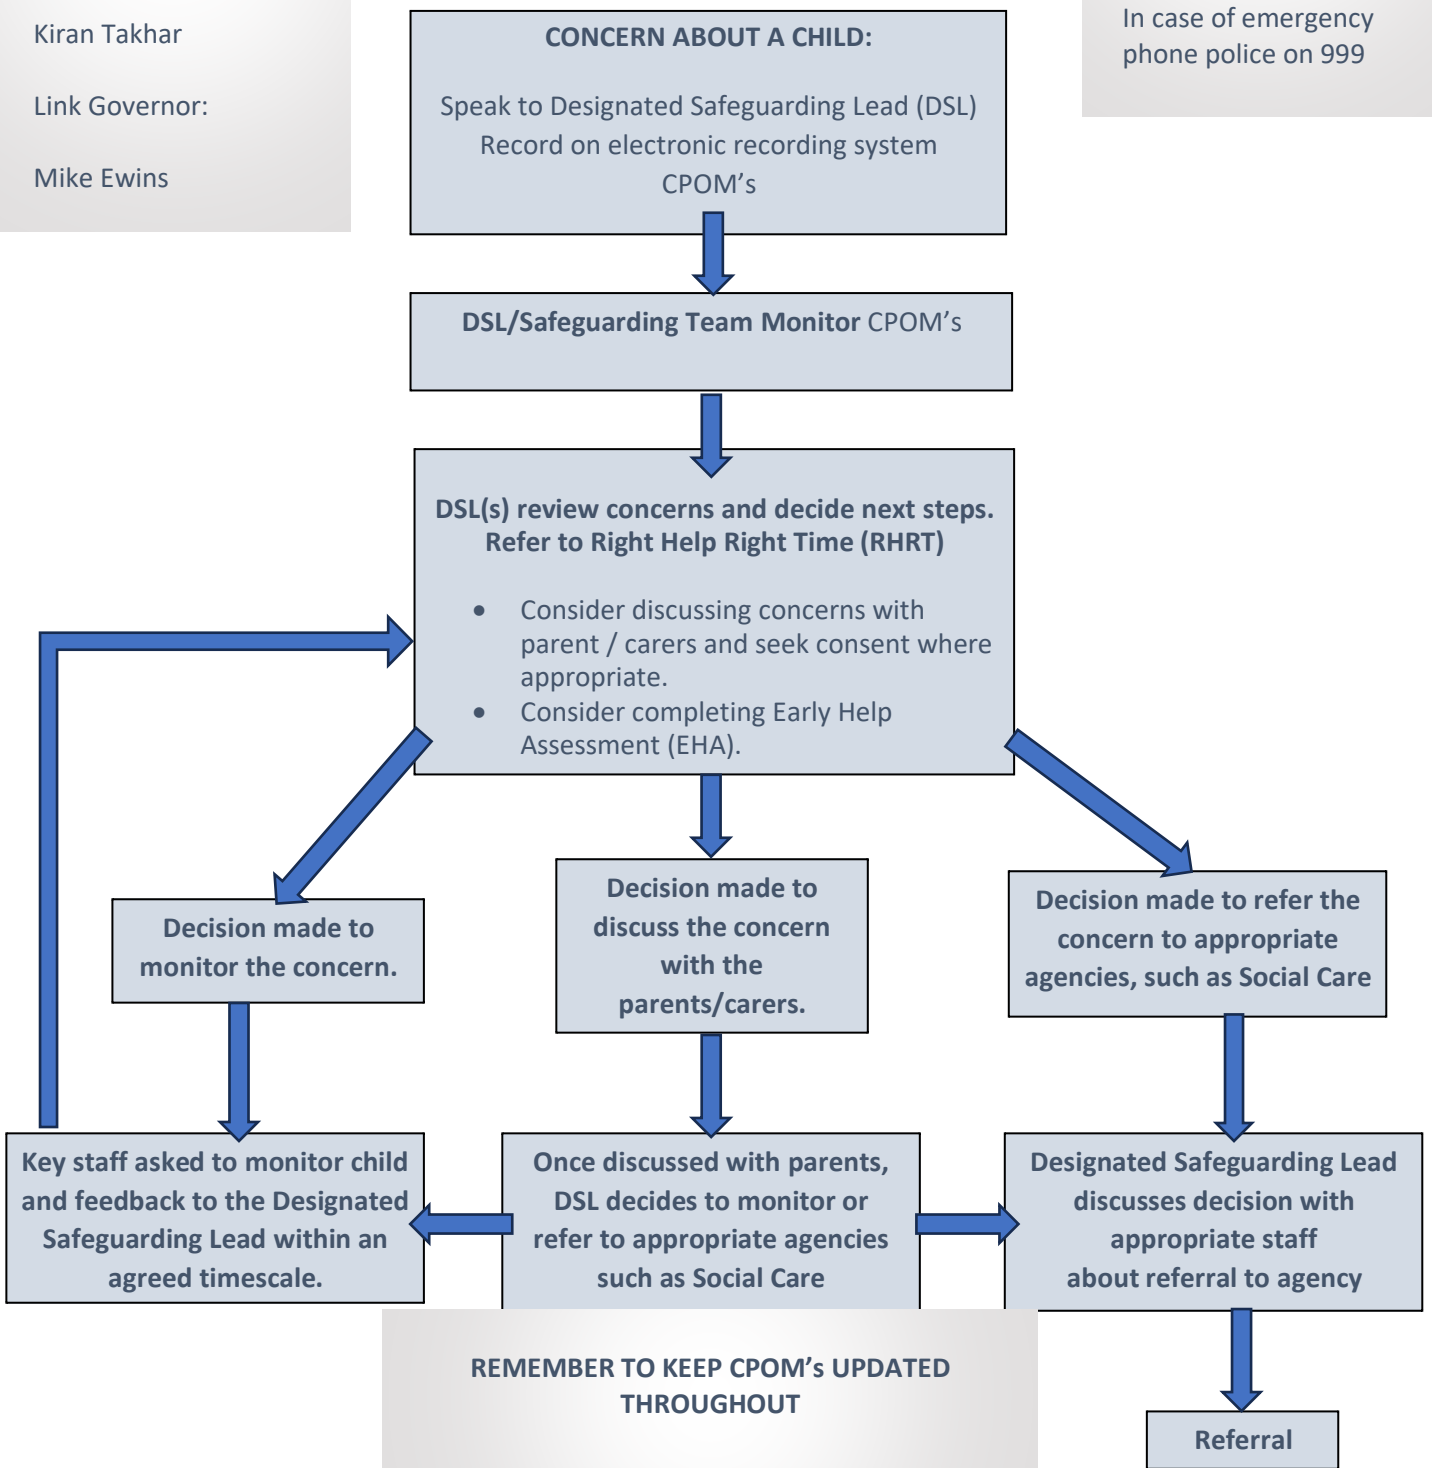 Kiran Takhar
Link Governor:
Mike Ewins
CONCERN ABOUT A CHILD:
Speak to Designated Safeguarding Lead (DSL)
Record on electronic recording system
CPOM’s
In case of emergency
phone police on 999
DSL/Safeguarding Team Monitor CPOM’s
DSL(s) review concerns and decide next steps.
Refer to Right Help Right Time (RHRT)
• Consider discussing concerns with
parent / carers and seek consent where
appropriate.
• Consider completing Early Help
Assessment (EHA).
Decision made to
monitor the concern.
Decision made to
discuss the concern
with the
parents/carers.
Decision made to refer the
concern to appropriate
agencies, such as Social Care
Key staff asked to monitor child
and feedback to the Designated
Safeguarding Lead within an
agreed timescale.
Once discussed with parents,
DSL decides to monitor or
refer to appropriate agencies
such as Social Care
Designated Safeguarding Lead
discusses decision with
appropriate staff
about referral to agency
REMEMBER TO KEEP CPOM’s UPDATED
THROUGHOUT
Referral